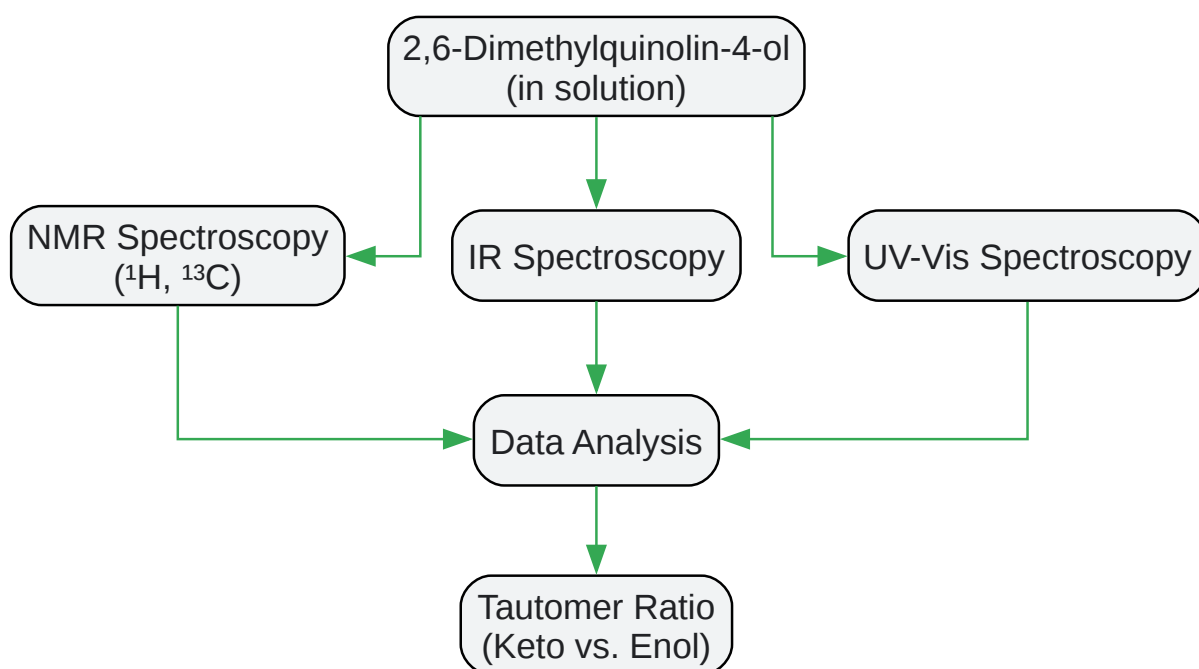 2,6-Dimethylquinolin-4-ol
(in solution)
NMR Spectroscopy
(¹H, ¹³C)
IR Spectroscopy
UV-Vis Spectroscopy
Data Analysis
Tautomer Ratio
(Keto vs. Enol)